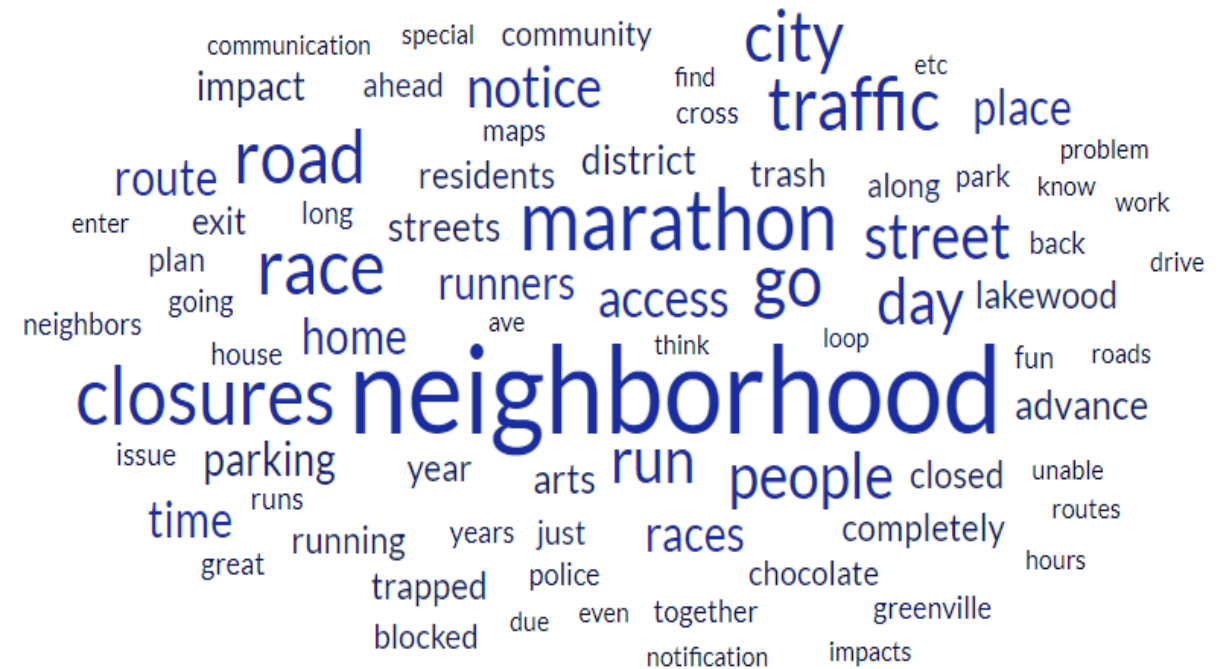 communication special community city
impact ahead notice find etc
cross traffic place
maps
route road residents district trash problem
along park know work
enter exit long streets marathon street back
plan race runners access go day lakewood drive
going
neighbors home ave think loop
house fun roads
closures neighborhood advance
issue parking year arts run people closed unable
runs routes
time running years just races completely
great trapped police chocolate hours
blocked due even together greenville
notification impacts